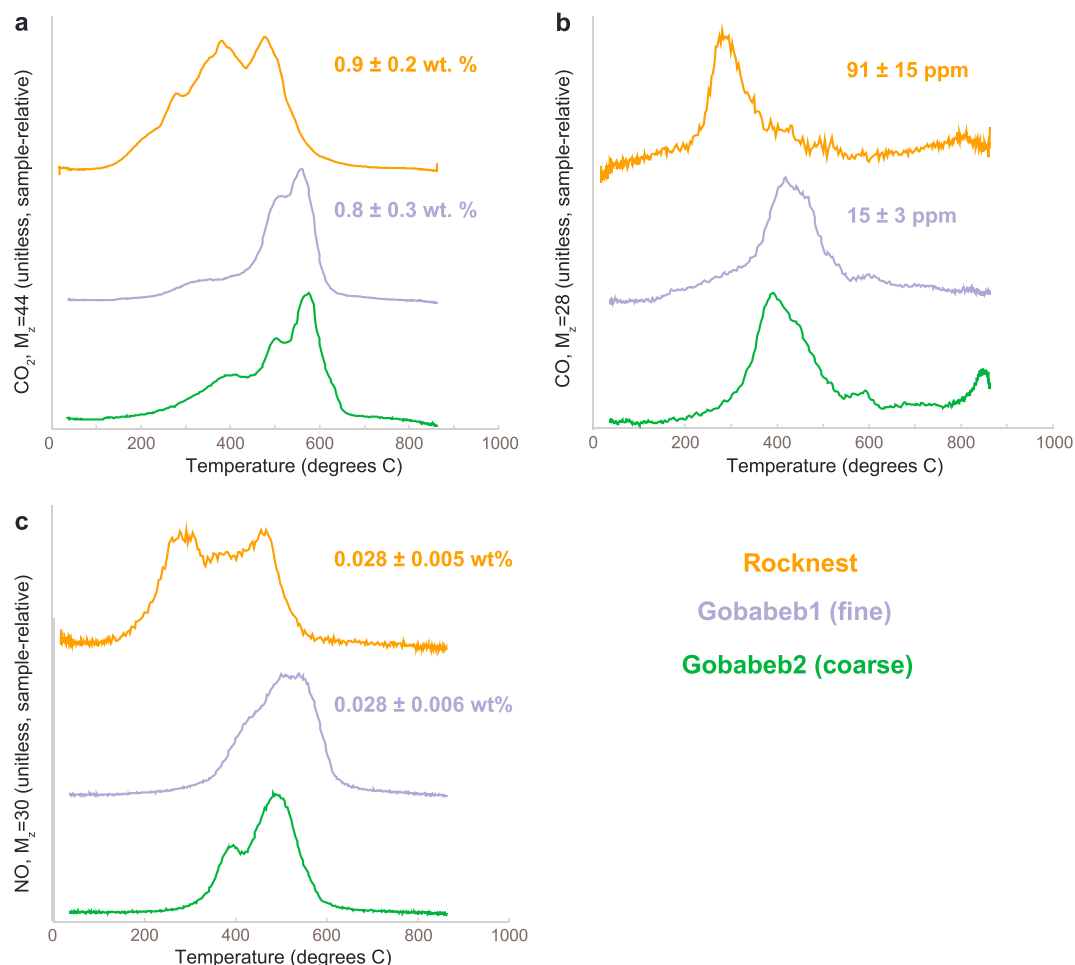 a
CO2, Mz=44 (unitless, sample-relative)
0.9 ± 0.2 wt. %
0.8 ± 0.3 wt. %
0 200 400 600 800 1000
Temperature (degrees C)
b
CO, Mz=28 (unitless, sample-relative)
91 ± 15 ppm
15 ± 3 ppm
0 200 400 600 800 1000
Temperature (degrees C)
c
NO, Mz=30 (unitless, sample-relative)
0.028 ± 0.005 wt%
0.028 ± 0.006 wt%
0 200 400 600 800 1000
Temperature (degrees C)
Rocknest
Gobabeb1 (fine)
Gobabeb2 (coarse)